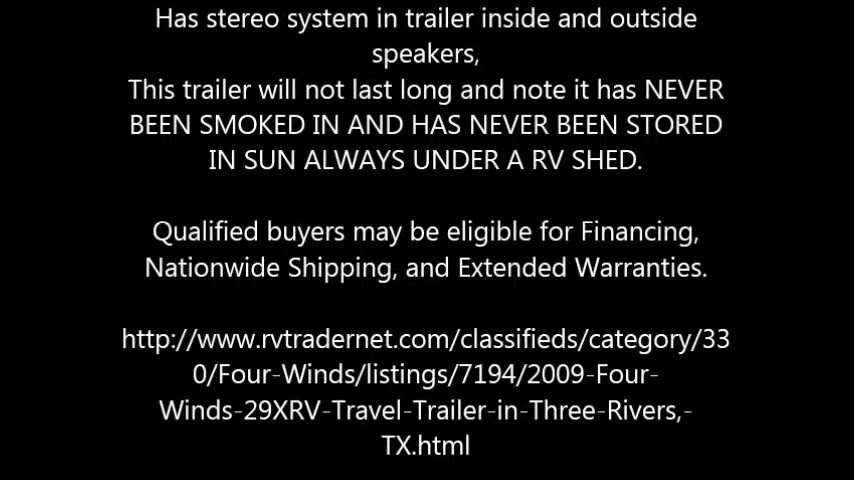 Has stereo system in trailer inside and outside
speakers,
This trailer will not last long and note it has NEVER
BEEN SMOKED IN AND HAS NEVER BEEN STORED
IN SUN ALWAYS UNDER A RV SHED.
Qualified buyers may be eligible for Financing,
Nationwide Shipping, and Extended Warranties.
http://www.rvtradernet.com/classifieds/category/33
0/Four-Winds/listings/7194/2009-Four-
Winds-29XRV-Travel-Trailer-in-Three-Rivers,-
TX.html